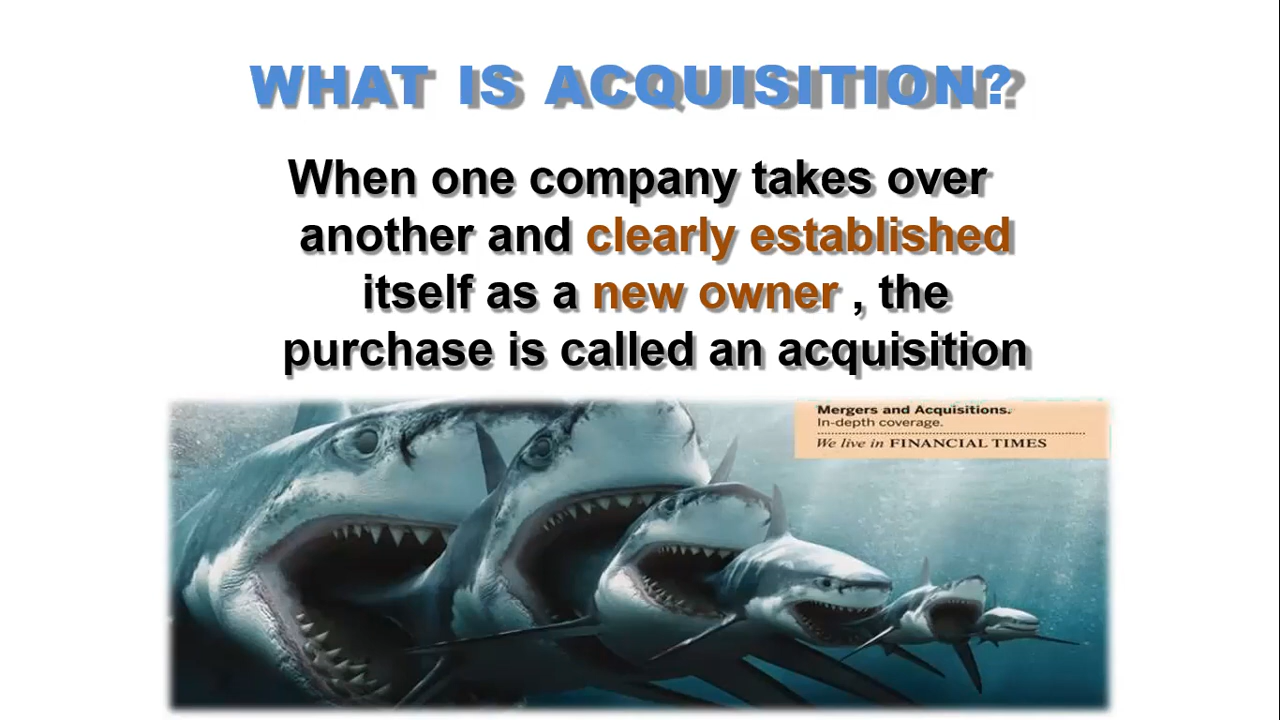 WHAT IS ACQUISITION?
When one company takes over
another and clearly established
itself as a new owner , the
purchase is called an acquisition
Mergers and Acquisitions.
In-depth coverage.
We live in FINANCIAL TIMES